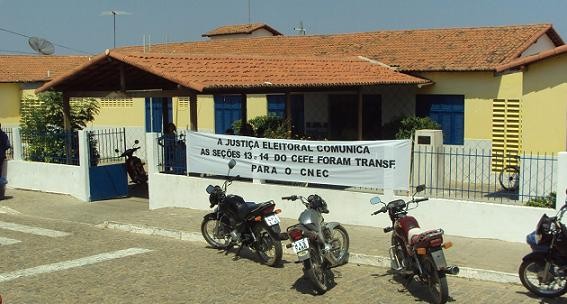 A JUSTIÇA ELEITORAL COMUNICA
AS SEÇÕES 13 e 14 DO CEFE FORAM TRANSF.
PARA O CNEC